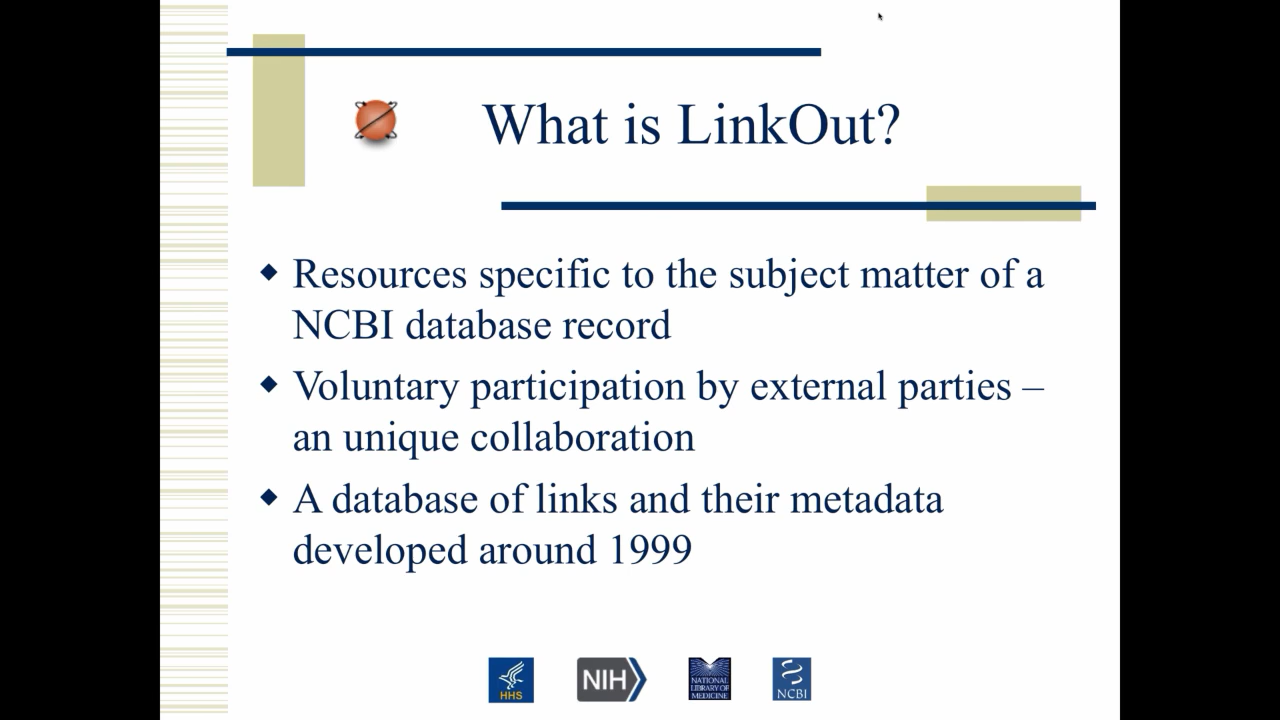 What is LinkOut?
◆ Resources specific to the subject matter of a
NCBI database record
◆ Voluntary participation by external parties –
an unique collaboration
◆ A database of links and their metadata
developed around 1999
HHS
NIH
NATIONAL
LIBRARY OF
MEDICINE
NCBI